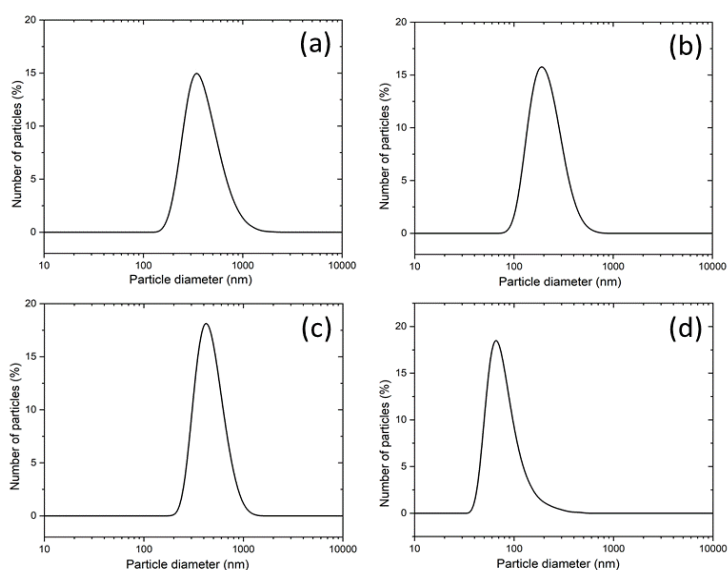 (a)
20
15
10
5
0
Number of particles (%)
10 100 1000 10000
Particle diameter (nm)
(b)
20
15
10
5
0
Number of particles (%)
10 100 1000 10000
Particle diameter (nm)
(c)
20
15
10
5
0
Number of particles (%)
10 100 1000 10000
Particle diameter (nm)
(d)
20
15
10
5
0
Number of particles (%)
10 100 1000 10000
Particle diameter (nm)